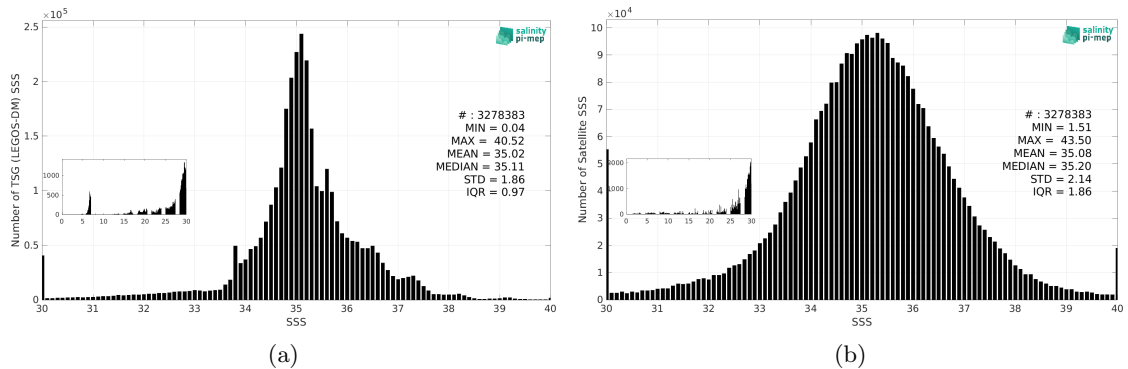 ×10⁵
2.5
2
1.5
1
0.5
0
30 31 32 33 34 35 36 37 38 39 40
Number of TSG (LEGOS-DM) SSS
SSS
salinity
pi-mep
# : 3278383
MIN = 0.04
MAX = 40.52
MEAN = 35.02
MEDIAN = 35.11
STD = 1.86
IQR = 0.97
1000
500
0
0 5 10 15 20 25 30
(a)
×10⁴
10
9
8
7
6
5
4
3
2
1
0
30 31 32 33 34 35 36 37 38 39 40
Number of Satellite SSS
SSS
salinity
pi-mep
# : 3278383
MIN = 1.51
MAX = 43.50
MEAN = 35.08
MEDIAN = 35.20
STD = 2.14
IQR = 1.86
2000
1000
0
0 5 10 15 20 25 30
(b)